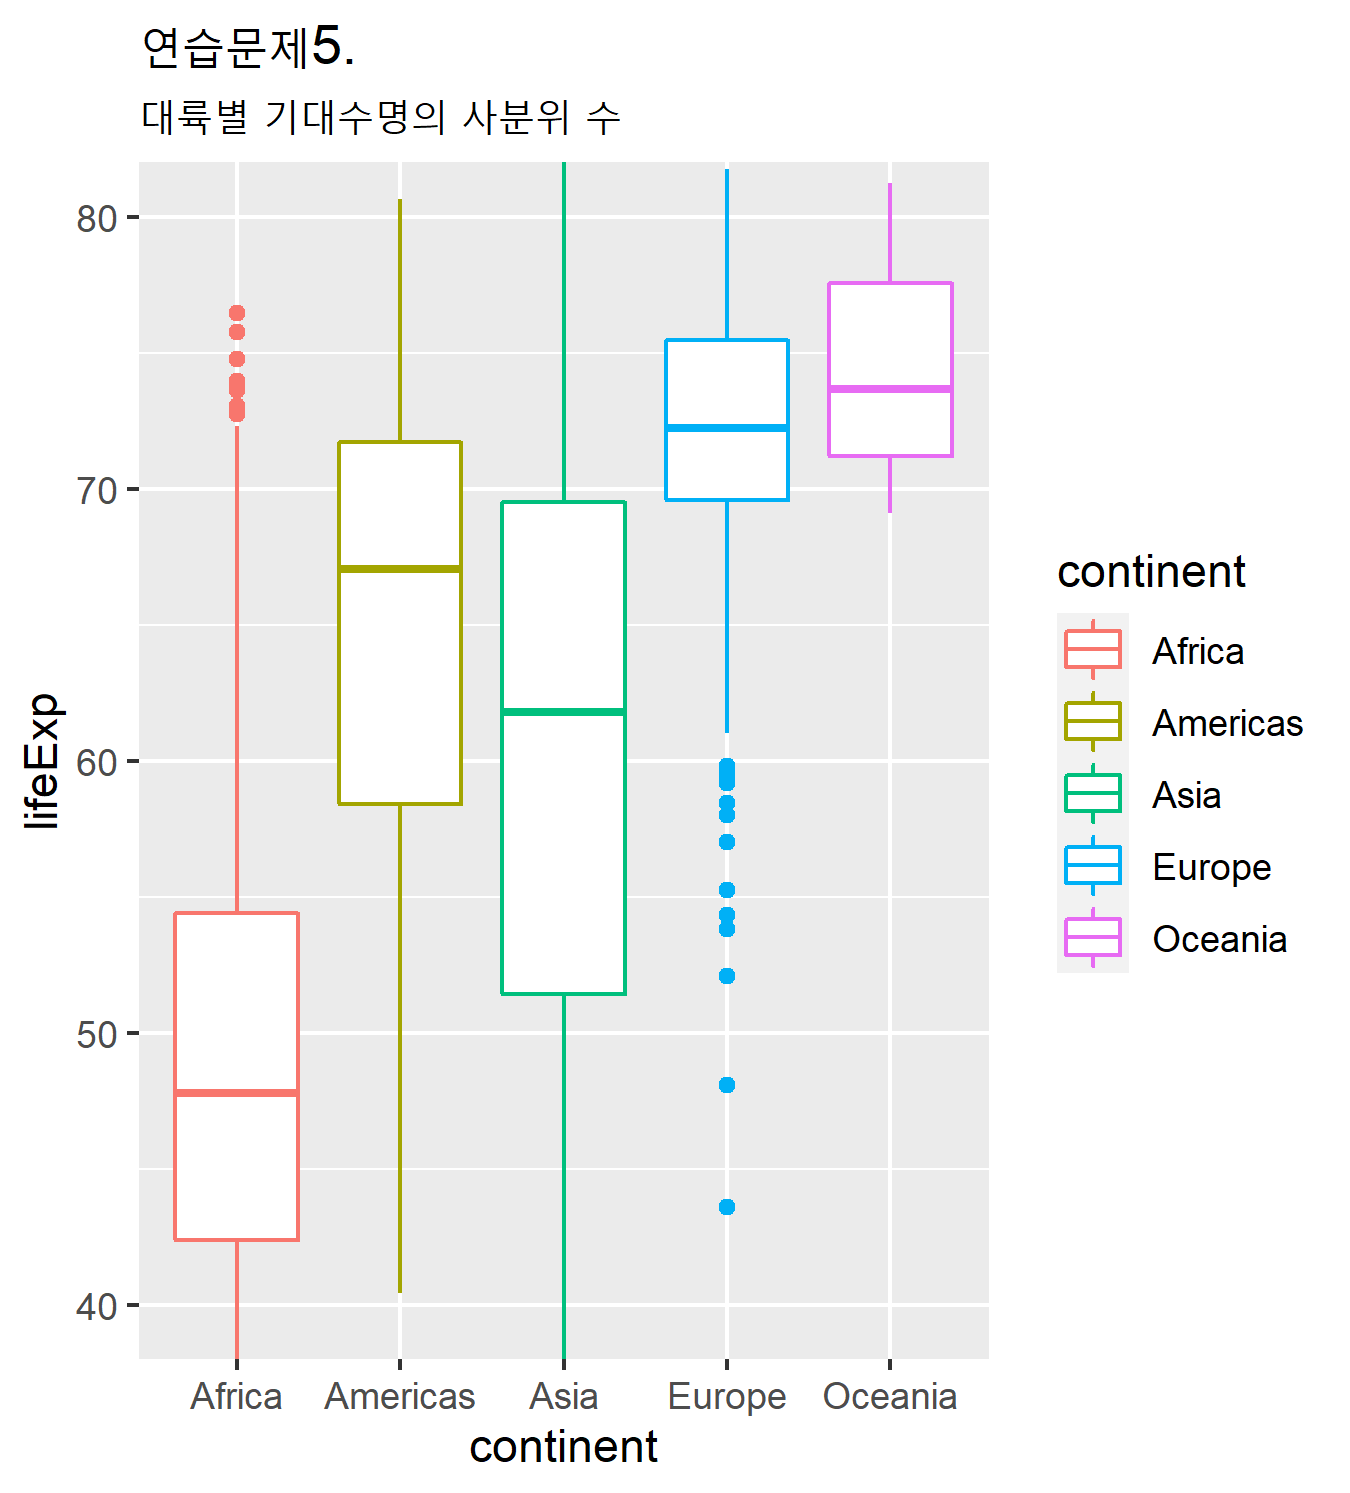 연습문제5.
대륙별 기대수명의 사분위 수
80
70
60
50
40
lifeExp
Africa Americas Asia Europe Oceania
continent
continent
Africa
Americas
Asia
Europe
Oceania